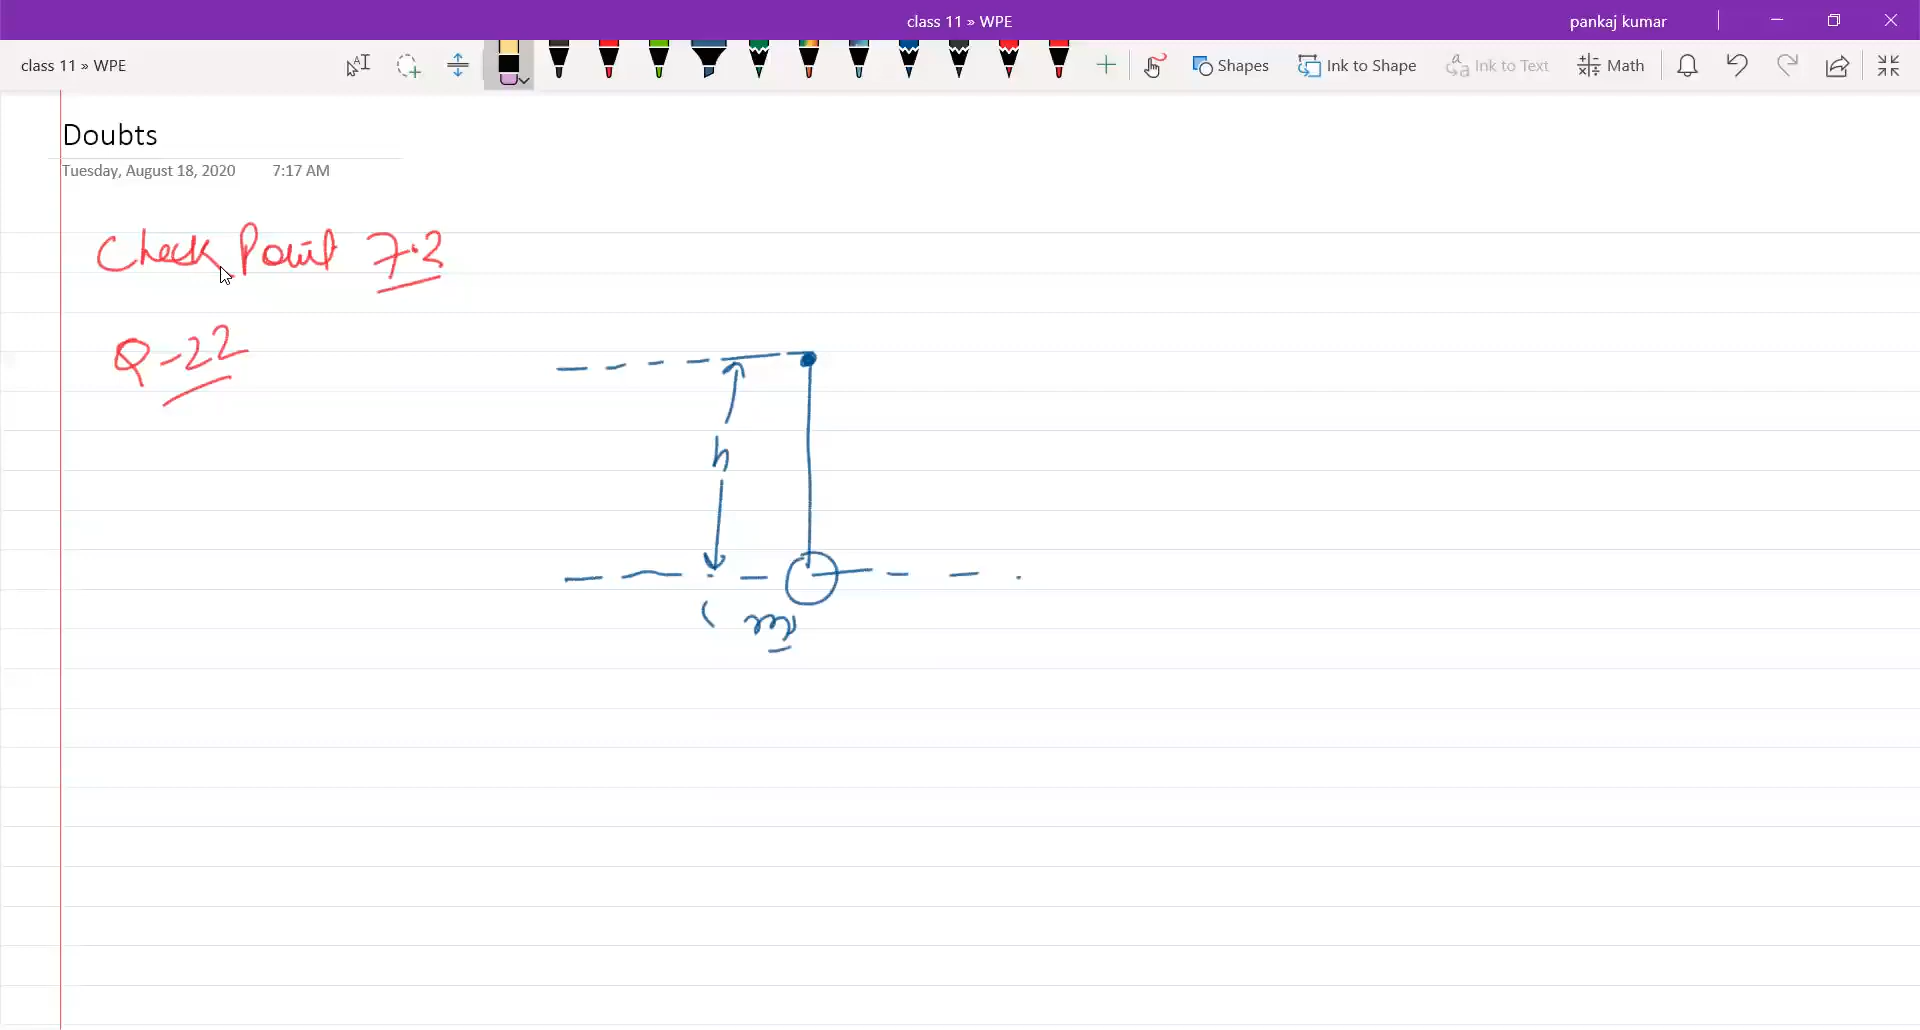 class 11 » WPE
pankaj kumar
class 11 » WPE
Shapes
Ink to Shape
Ink to Text
Math
Doubts
Tuesday, August 18, 2020 7:17 AM
Check Point 7.2
Q-22
h